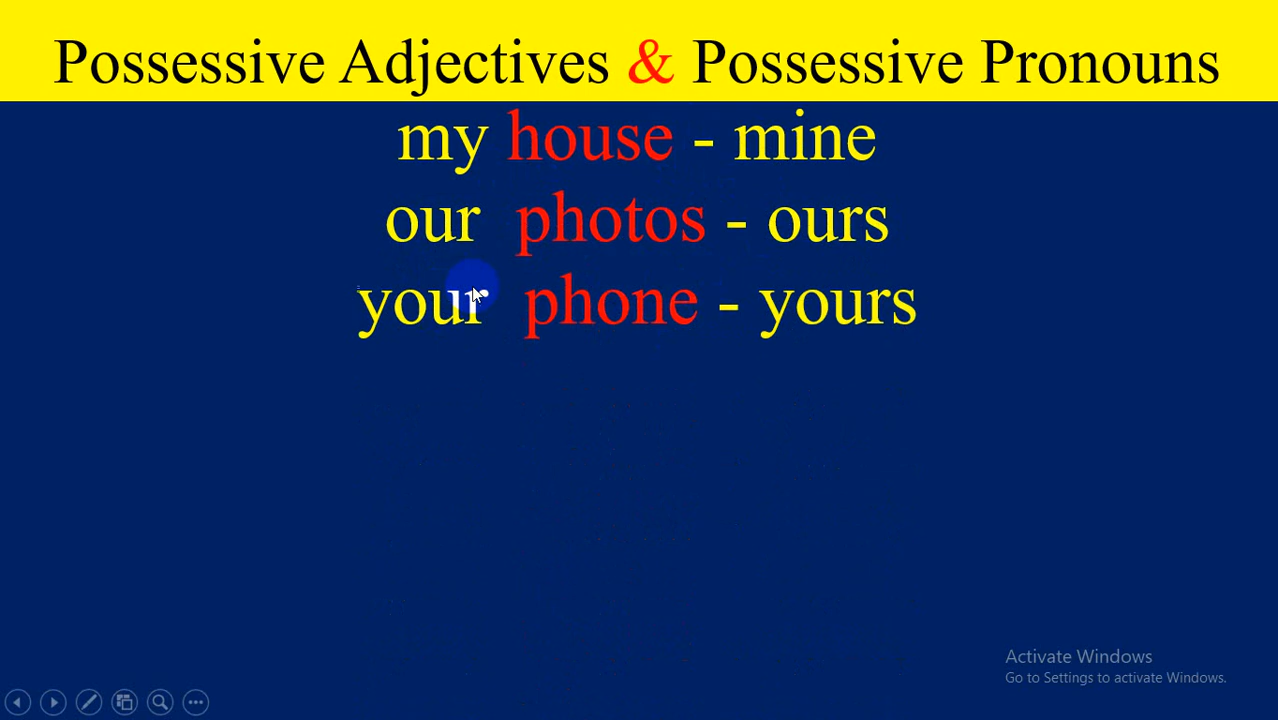 Possessive Adjectives & Possessive Pronouns
my house - mine
our photos - ours
your phone - yours
Activate Windows
Go to Settings to activate Windows.